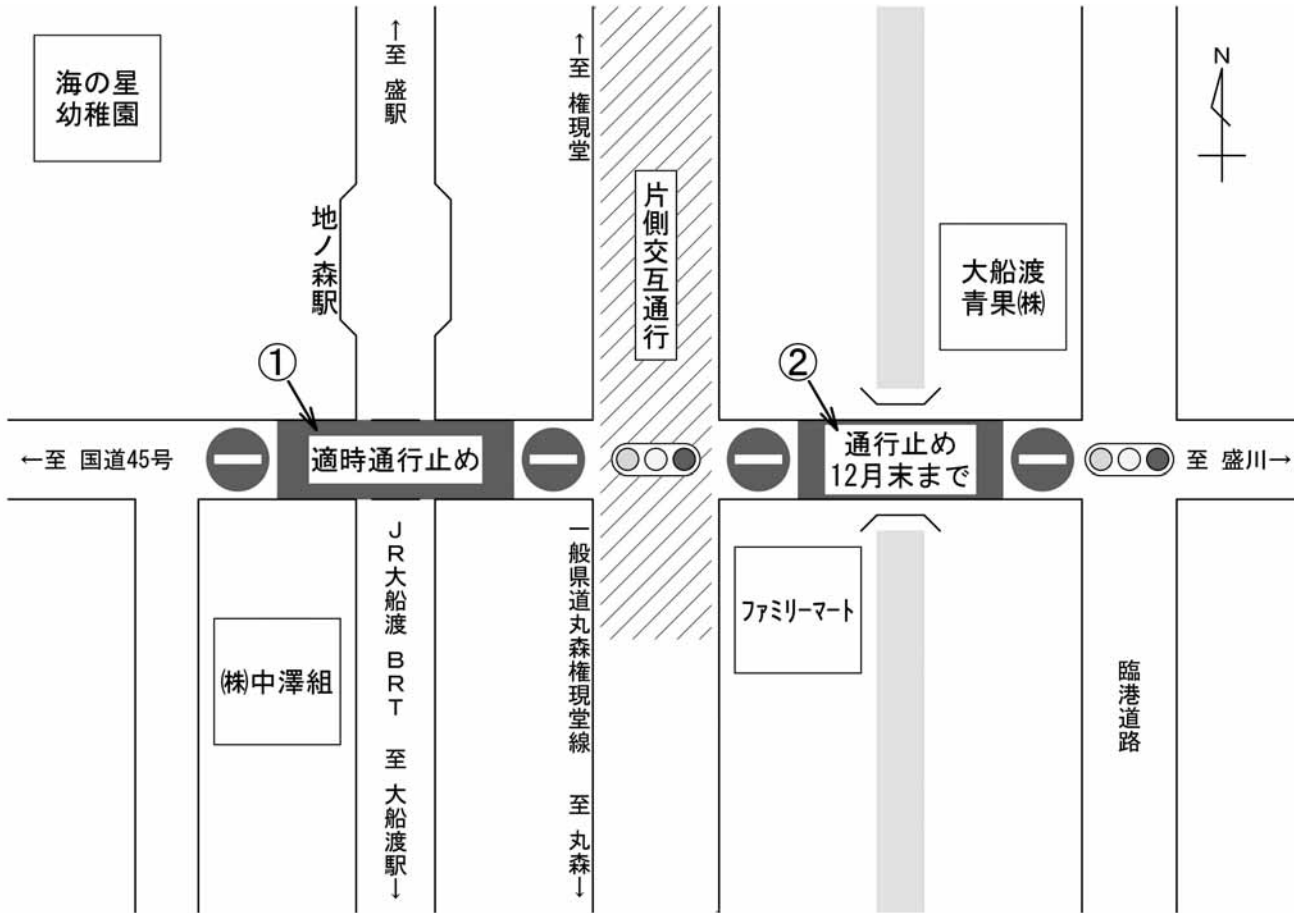 海の星
幼稚園
←至 盛駅
←至 権現堂
N
地ノ森駅
片側交互通行
大船渡
青果㈱
①
②
←至 国道45号
適時通行止め
通行止め
12月末まで
至 盛川→
JR大船渡 BRT 至 大船渡駅→
一般県道丸森権現堂線 至 丸森→
ファミリーマート
㈱中澤組
臨港道路